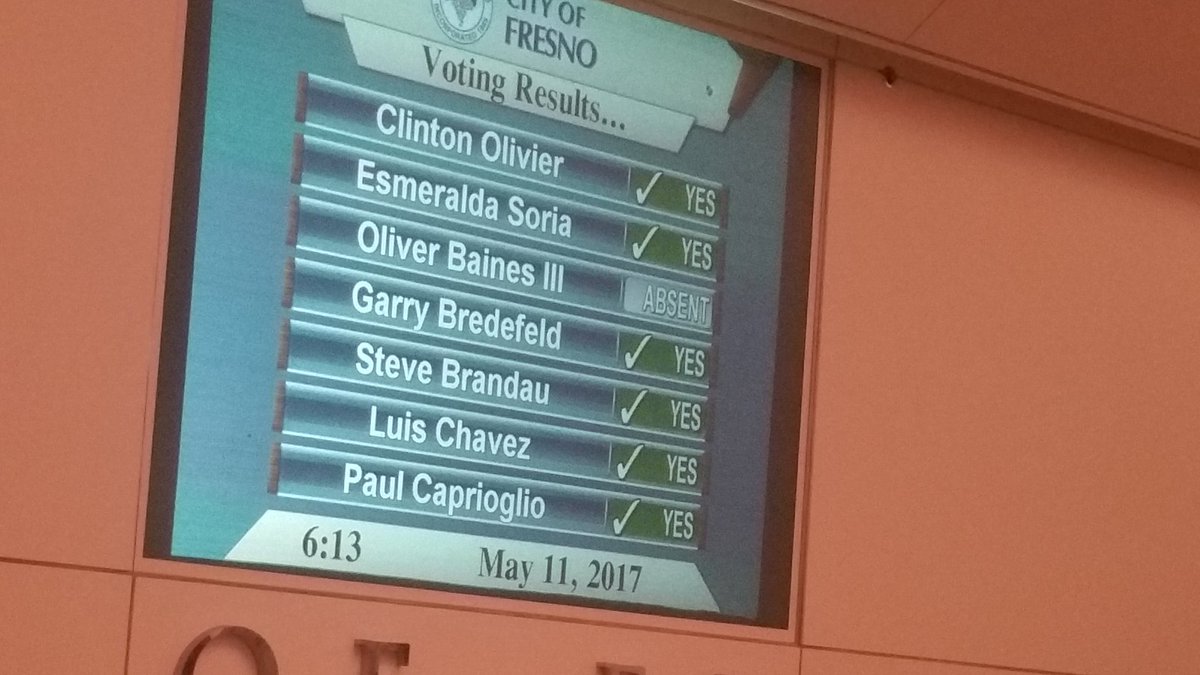 CITY OF
FRESNO
Voting Results...
Clinton Olivier ✓ YES
Esmeralda Soria ✓ YES
Oliver Baines III ABSENT
Garry Bredefeld ✓ YES
Steve Brandau ✓ YES
Luis Chavez ✓ YES
Paul Caprioglio ✓ YES
6:13 May 11, 2017
OF